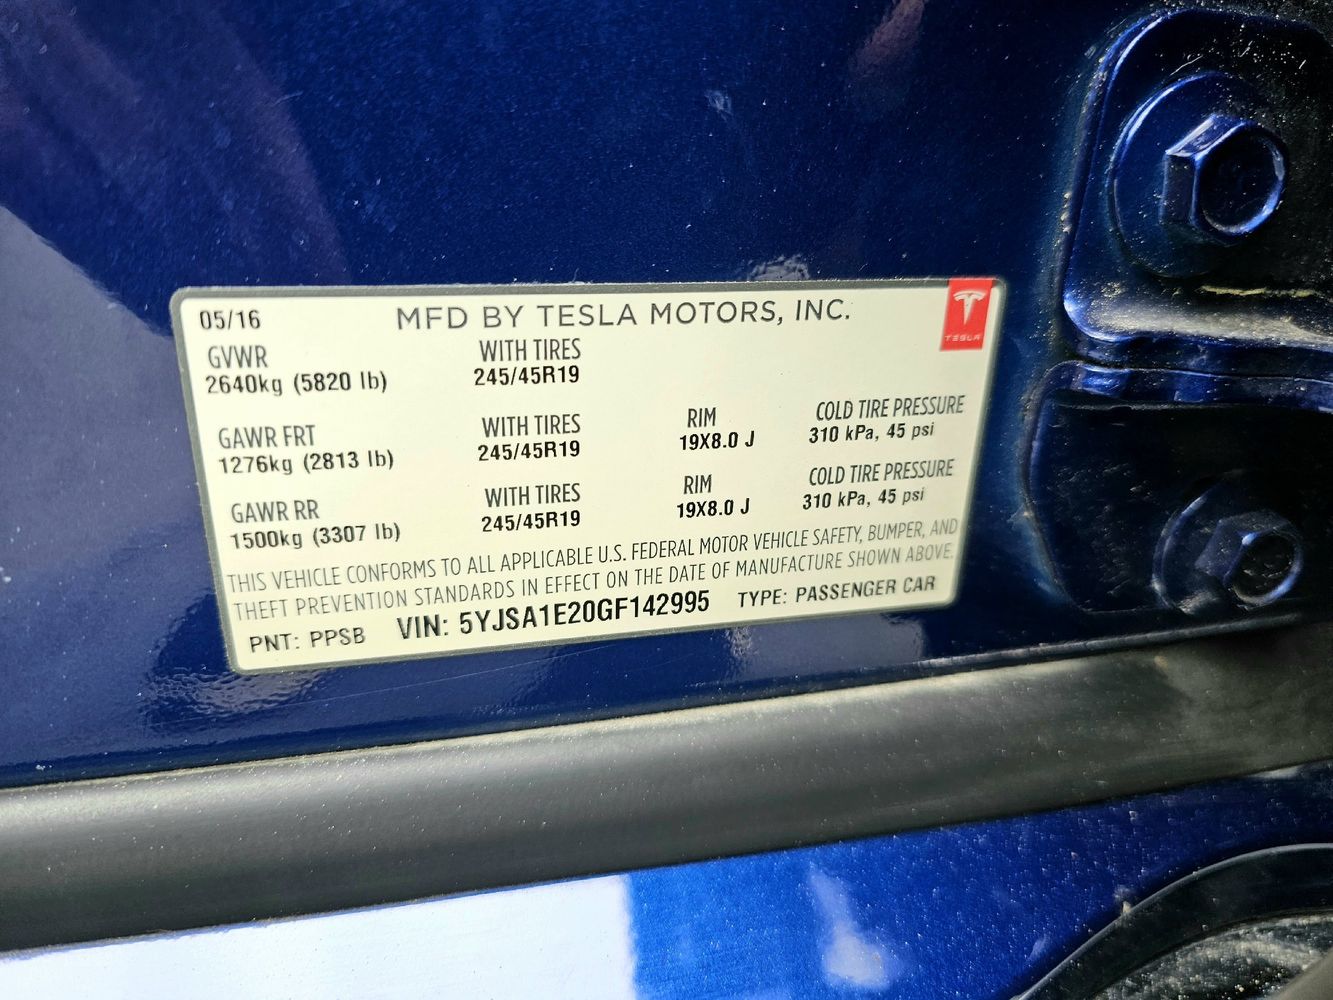 05/16 MFD BY TESLA MOTORS, INC.
TESLA
GVWR WITH TIRES
2640kg (5820 lb) 245/45R19
GAWR FRT WITH TIRES RIM COLD TIRE PRESSURE
1276kg (2813 lb) 245/45R19 19X8.0 J 310 kPa, 45 psi
GAWR RR WITH TIRES RIM COLD TIRE PRESSURE
1500kg (3307 lb) 245/45R19 19X8.0 J 310 kPa, 45 psi
THIS VEHICLE CONFORMS TO ALL APPLICABLE U.S. FEDERAL MOTOR VEHICLE SAFETY, BUMPER, AND
THEFT PREVENTION STANDARDS IN EFFECT ON THE DATE OF MANUFACTURE SHOWN ABOVE.
PNT: PPSB VIN: 5YJSA1E20GF142995 TYPE: PASSENGER CAR